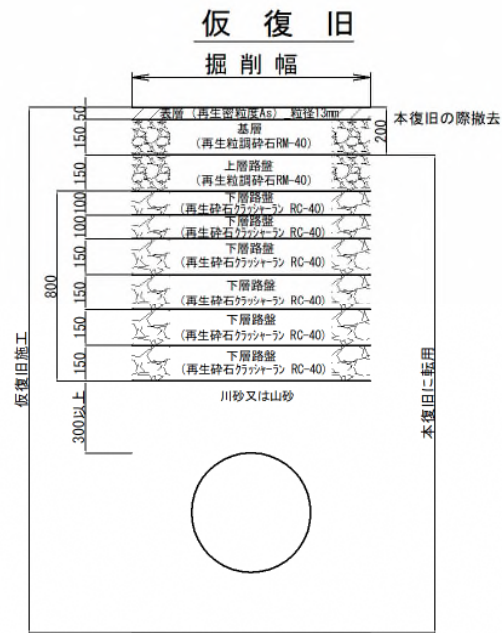 仮 復 旧
掘 削 幅
50
表層 (再生密粒度As) 粒径13mm
200
本復旧の際撤去
150
基層
(再生粒調砕石RM-40)
150
上層路盤
(再生粒調砕石RM-40)
100
下層路盤
(再生砕石クラッシャーラン RC-40)
100
下層路盤
(再生砕石クラッシャーラン RC-40)
150
下層路盤
(再生砕石クラッシャーラン RC-40)
800
150
下層路盤
(再生砕石クラッシャーラン RC-40)
150
下層路盤
(再生砕石クラッシャーラン RC-40)
150
下層路盤
(再生砕石クラッシャーラン RC-40)
仮復旧施工
300以上
川砂又は山砂
本復旧に転用